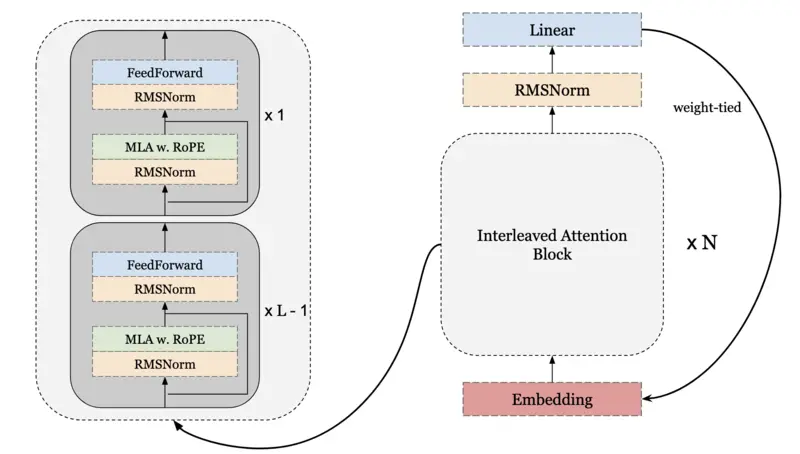 FeedForward
RMSNorm
x 1
MLA w. RoPE
RMSNorm
FeedForward
RMSNorm
x L - 1
MLA w. RoPE
RMSNorm
Linear
RMSNorm
weight-tied
Interleaved Attention
Block
x N
Embedding